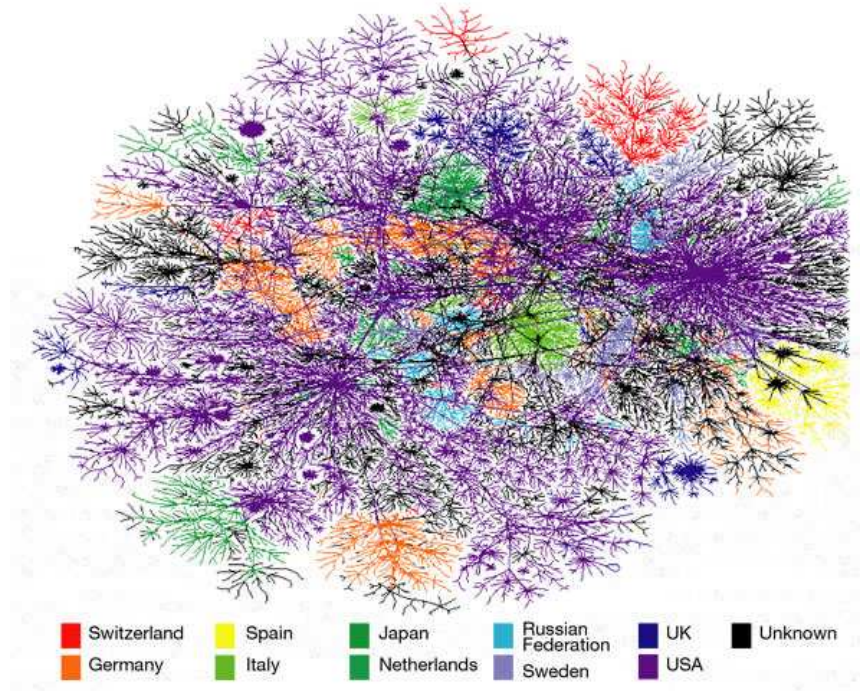 Switzerland
Spain
Japan
Russian
Federation
UK
Unknown
Germany
Italy
Netherlands
Sweden
USA